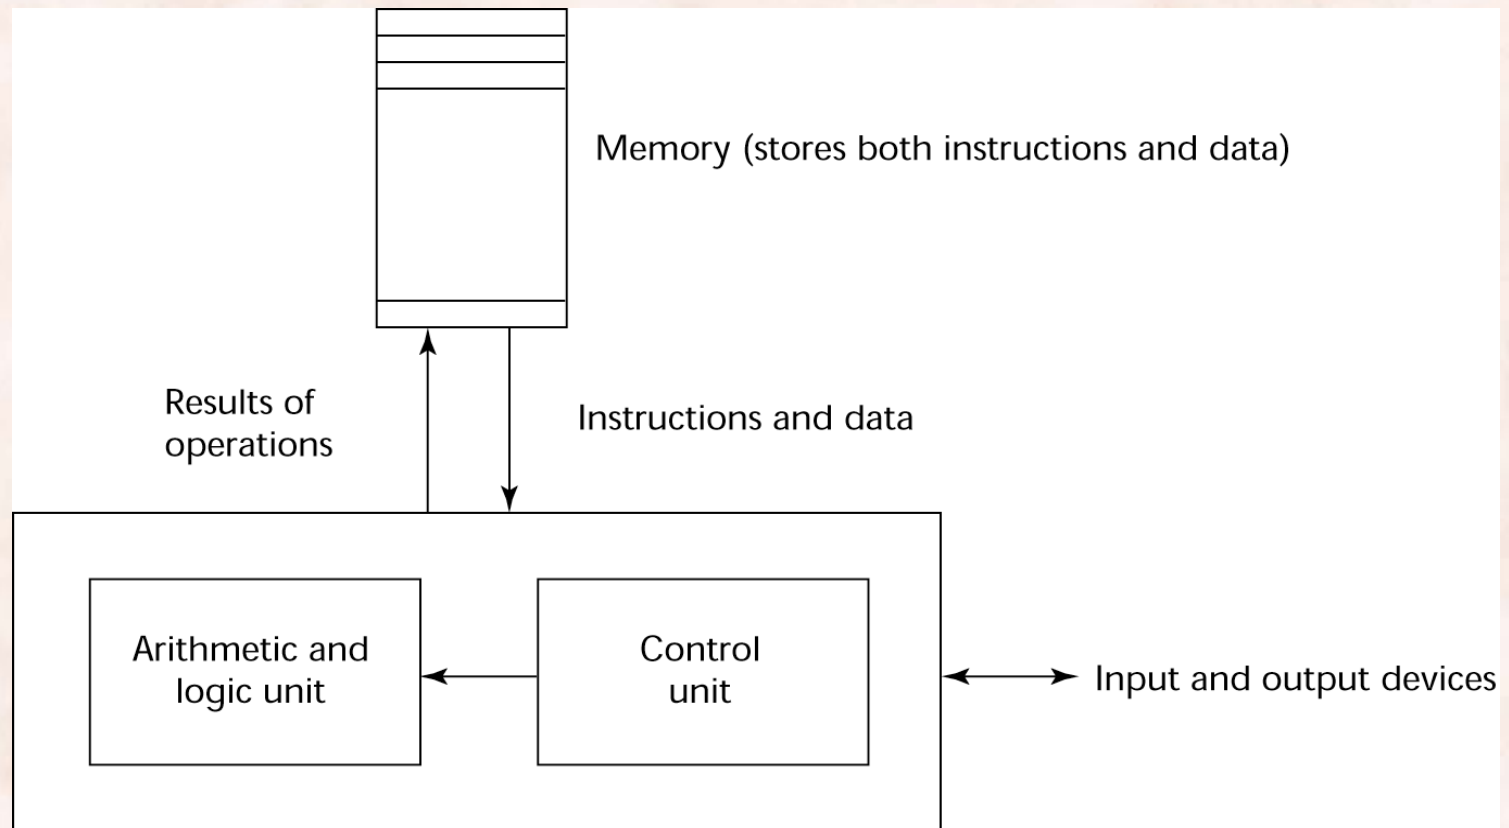 Memory (stores both instructions and data)
Results of
operations
Instructions and data
Arithmetic and
logic unit
Control
unit
Input and output devices